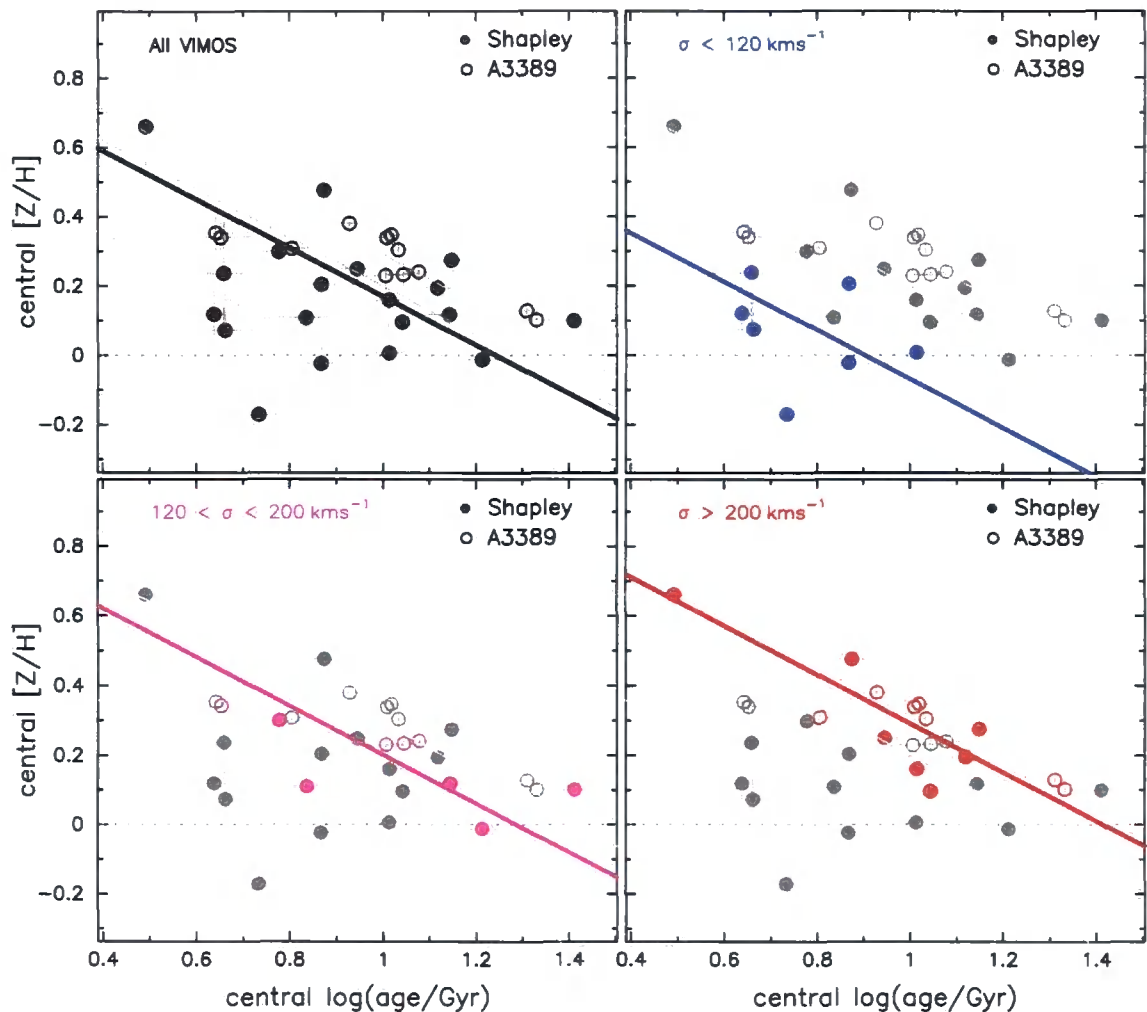 All VIMOS
Shapley
A3389
σ < 120 kms⁻¹
Shapley
A3389
0.8
0.6
0.4
0.2
0
−0.2
central [Z/H]
120 < σ < 200 kms⁻¹
Shapley
A3389
σ > 200 kms⁻¹
Shapley
A3389
0.8
0.6
0.4
0.2
0
−0.2
central [Z/H]
0.4 0.6 0.8 1 1.2 1.4
0.4 0.6 0.8 1 1.2 1.4
central log(age/Gyr)
central log(age/Gyr)